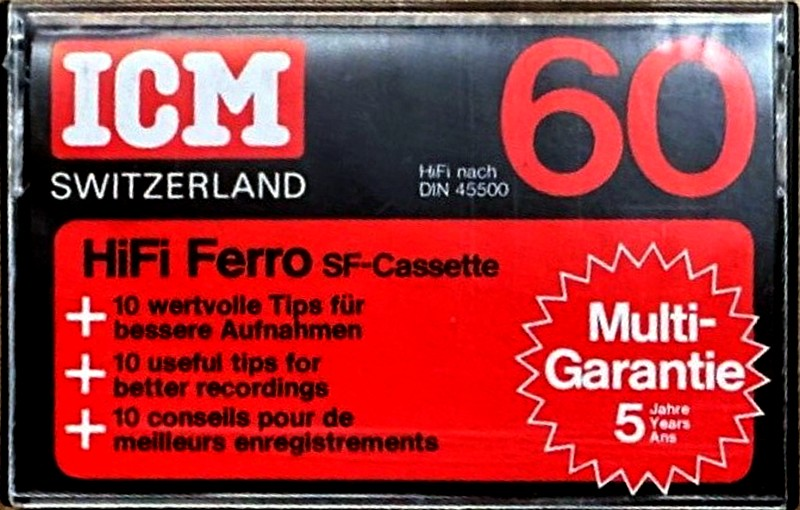 ICM
SWITZERLAND
HiFi nach
DIN 45500
60
HiFi Ferro SF-Cassette
+ 10 wertvolle Tips für
bessere Aufnahmen
+ 10 useful tips for
better recordings
+ 10 conseils pour de
meilleurs enregistrements
Multi-
Garantie
5 Jahre
Years
Ans